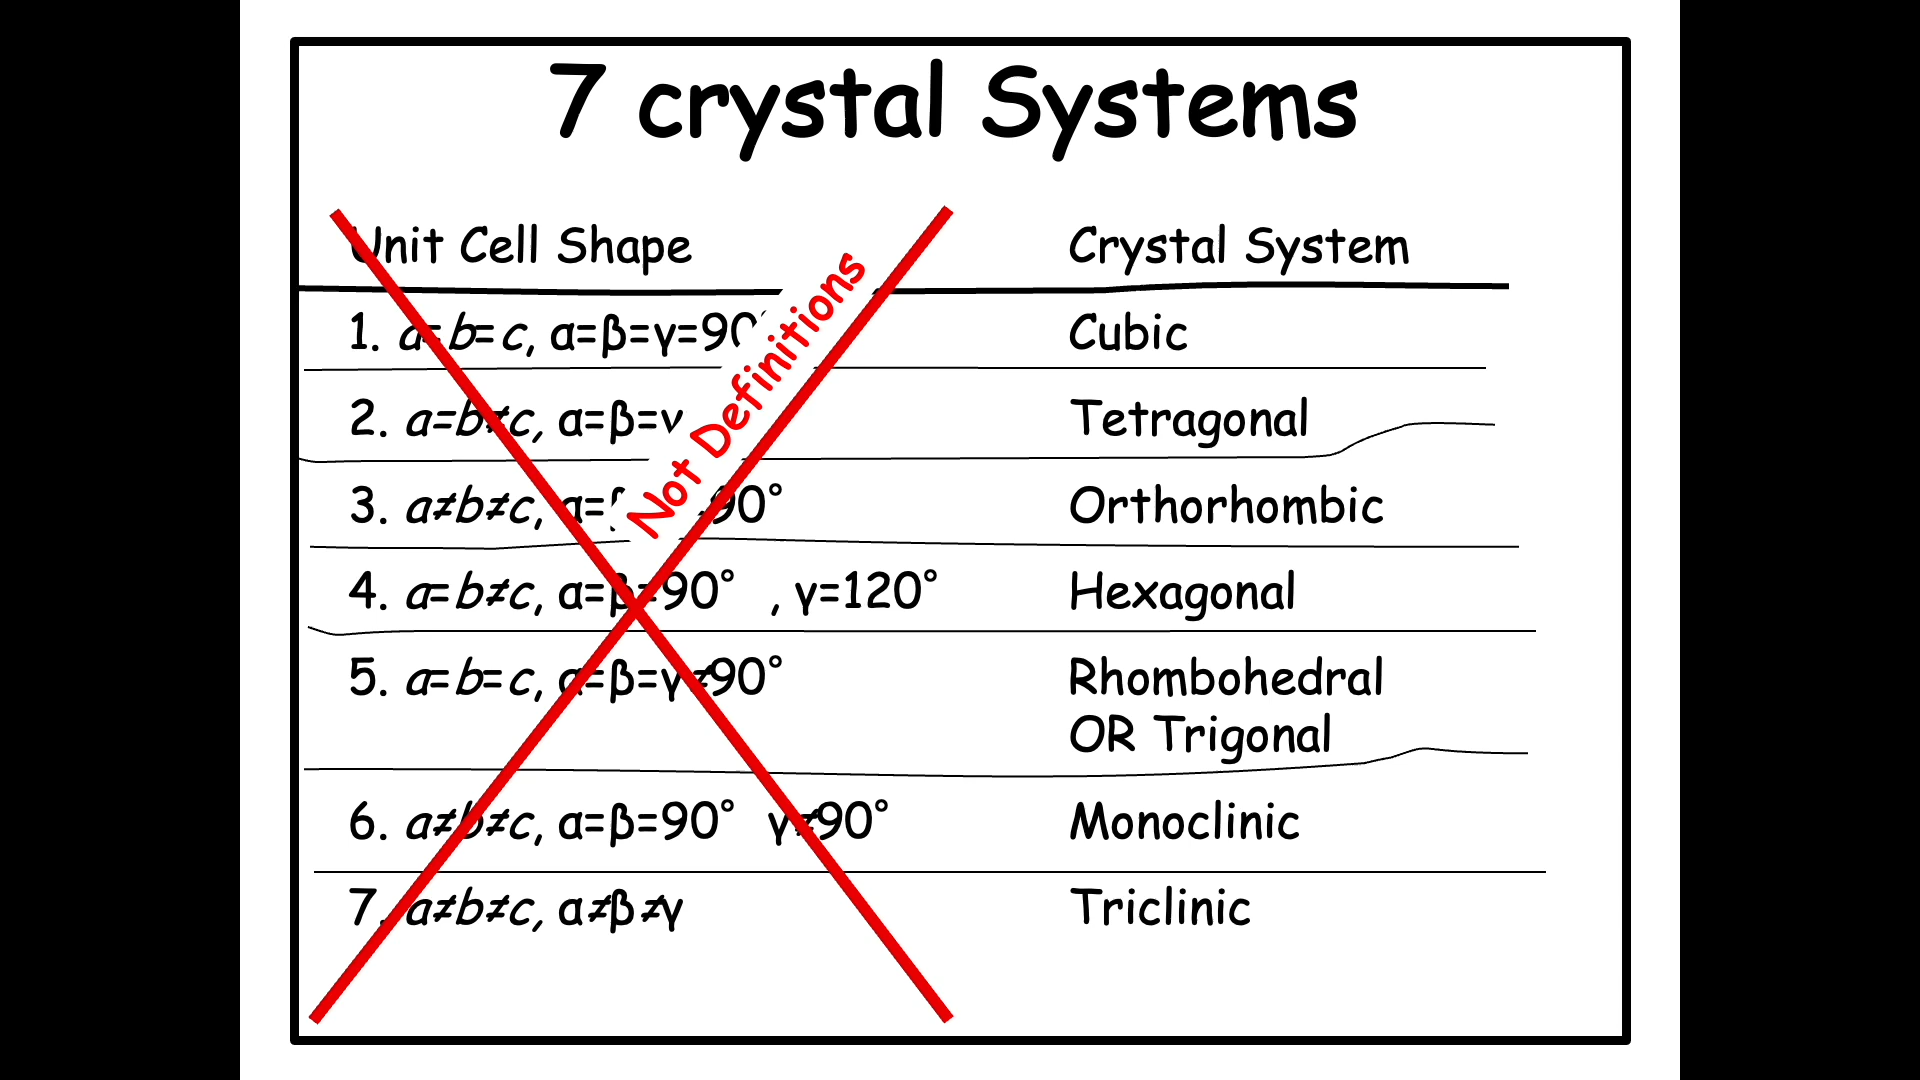 7 crystal Systems
Unit Cell Shape Crystal System
1. a=b=c, α=β=γ=90° Cubic
2. a=b≠c, α=β=γ Tetragonal
3. a≠b≠c, α=β 90° Orthorhombic
4. a=b≠c, α=β=90° , γ=120° Hexagonal
5. a=b=c, α=β=γ≠90° Rhombohedral
OR Trigonal
6. a≠b≠c, α=β=90° γ≠90° Monoclinic
7. a≠b≠c, α≠β≠γ Triclinic
Not Definitions